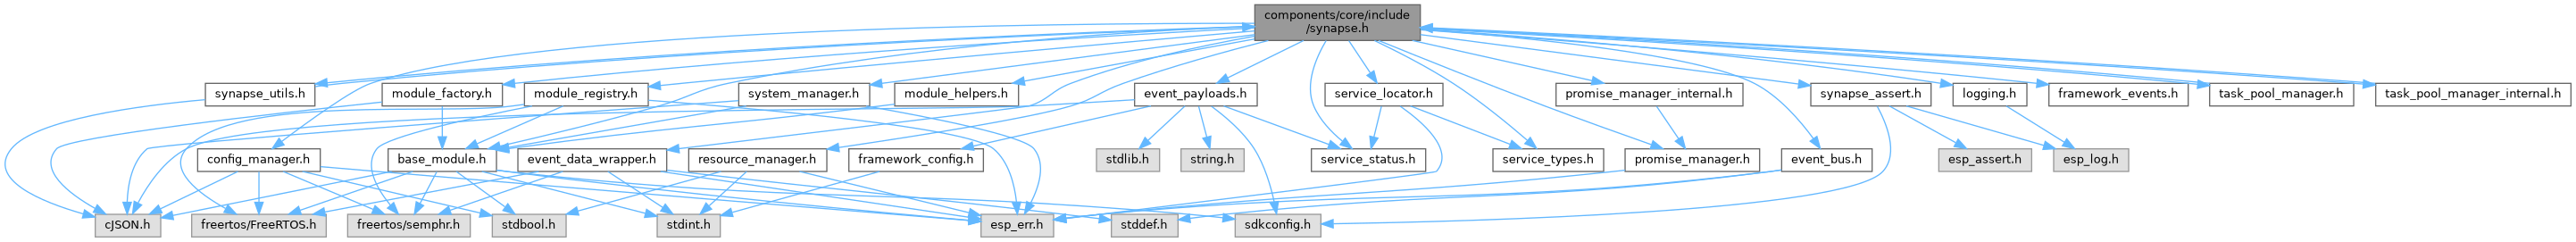 components/core/include
/synapse.h
synapse_utils.h
module_factory.h
module_registry.h
system_manager.h
module_helpers.h
event_payloads.h
service_locator.h
promise_manager_internal.h
synapse_assert.h
logging.h
framework_events.h
task_pool_manager.h
task_pool_manager_internal.h
config_manager.h
base_module.h
event_data_wrapper.h
resource_manager.h
framework_config.h
stdlib.h
string.h
service_status.h
service_types.h
promise_manager.h
event_bus.h
esp_assert.h
esp_log.h
cJSON.h
freertos/FreeRTOS.h
freertos/semphr.h
stdbool.h
stdint.h
esp_err.h
stddef.h
sdkconfig.h